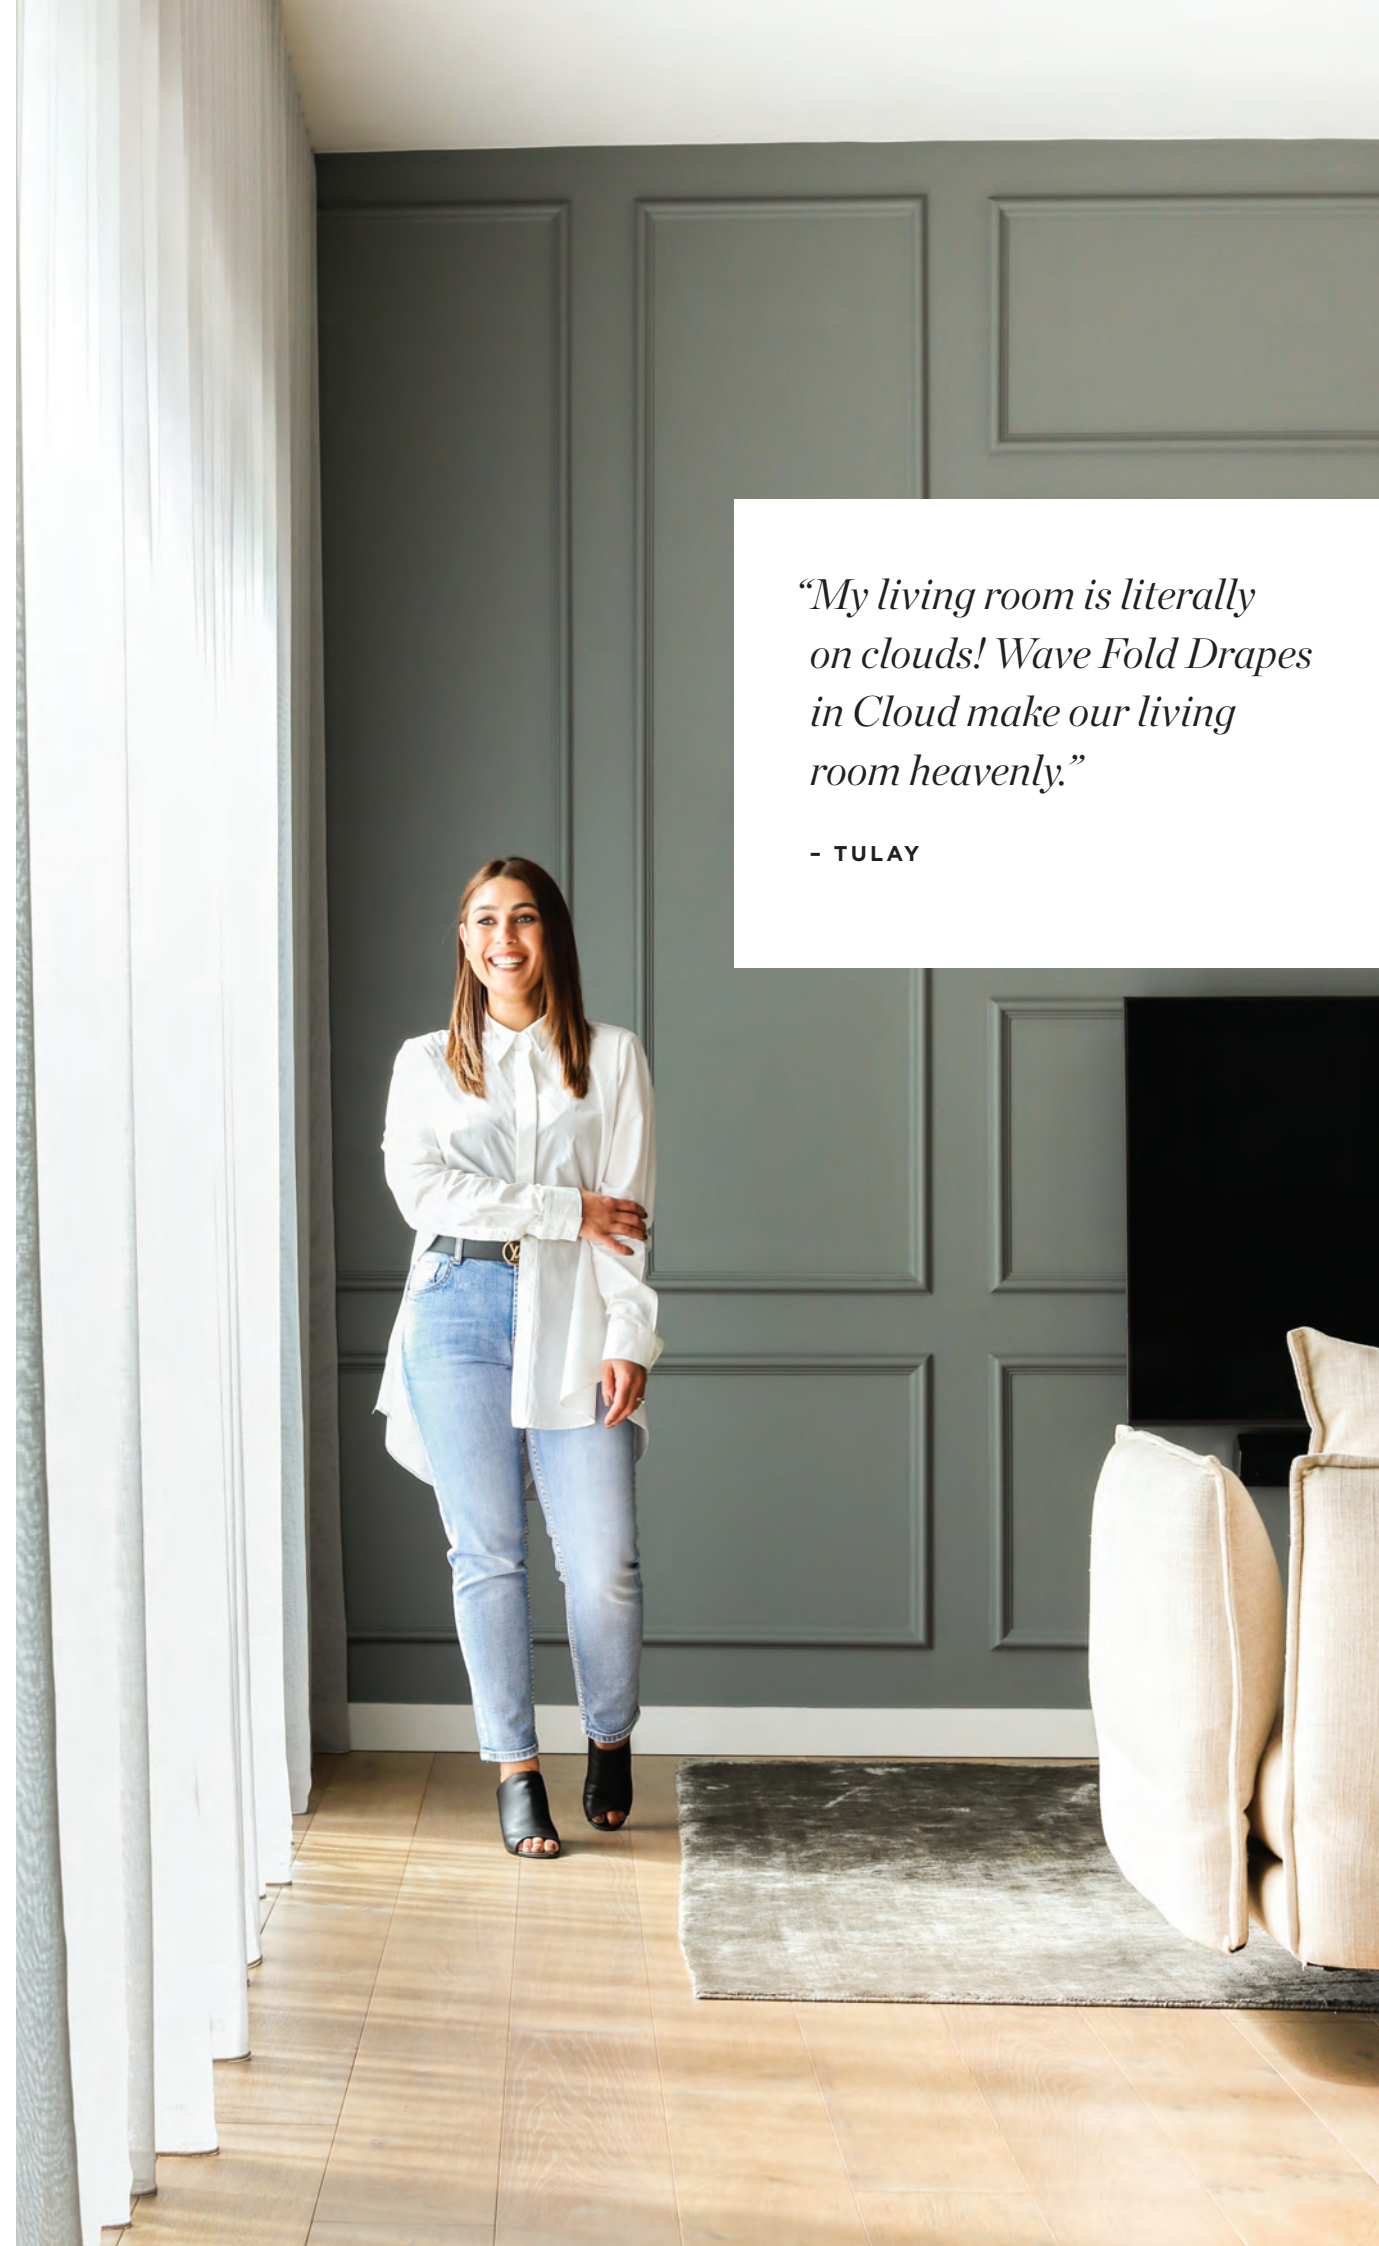 “My living room is literally
on clouds! Wave Fold Drapes
in Cloud make our living
room heavenly.”
– TULAY